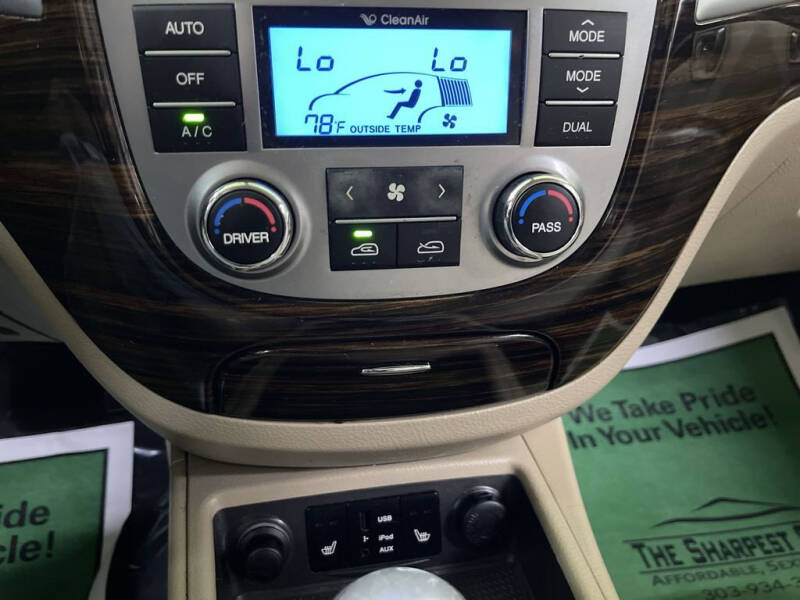 CleanAir
AUTO
OFF
A/C
Lo Lo
78°F OUTSIDE TEMP
MODE
MODE
DUAL
DRIVER
PASS
USB
iPod
AUX
ride
cle!
We Take Pride
In Your Vehicle!
THE SHARPEST
AFFORDABLE,
303-934-